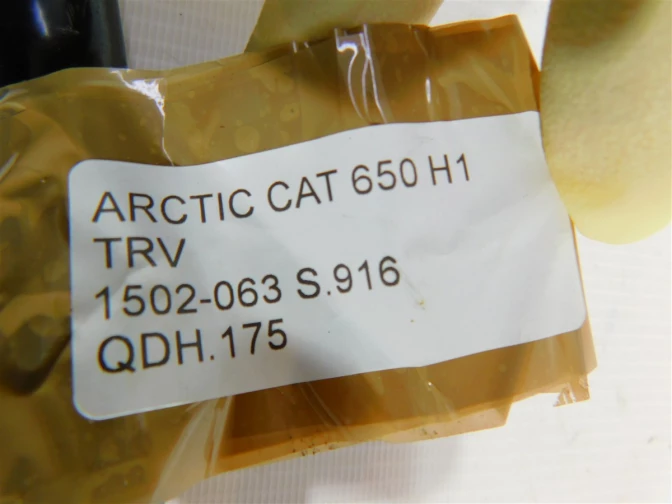 ARCTIC CAT 650 H1
TRV
1502-063 S.916
QDH.175